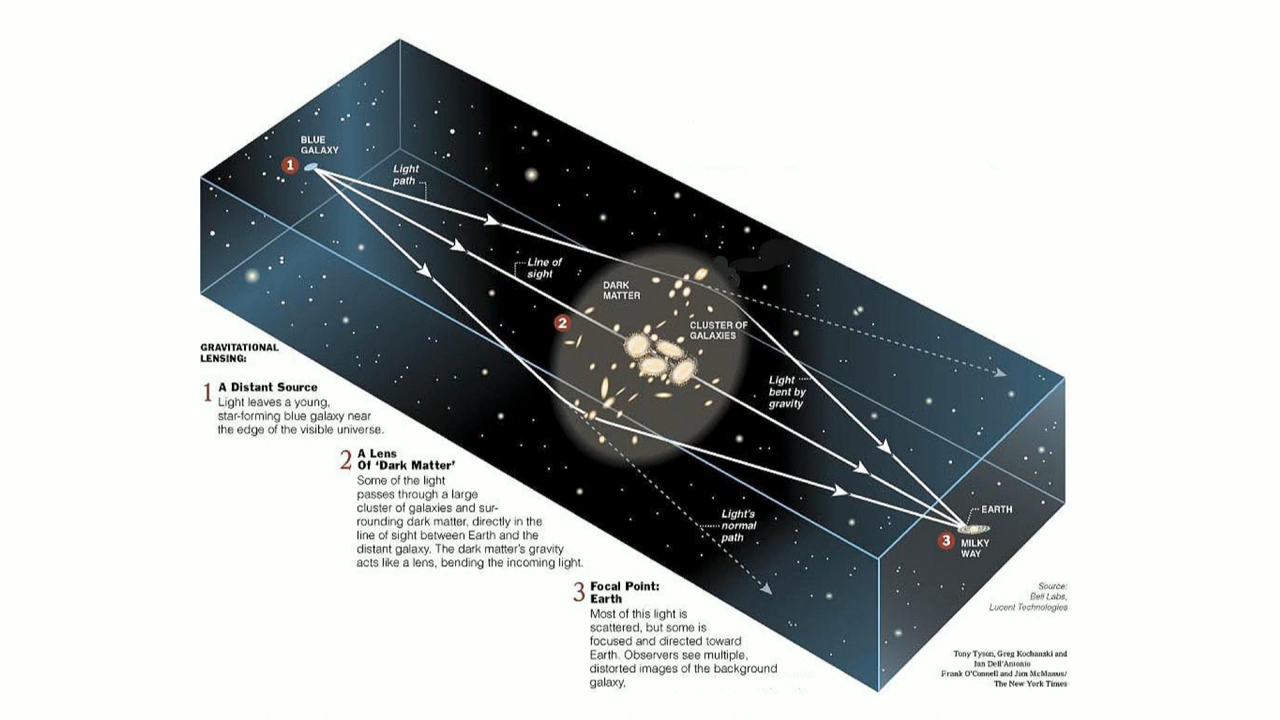 BLUE
GALAXY
1
Light
path
Line of
sight
DARK
MATTER
2
CLUSTER OF
GALAXIES
Light
bent by
gravity
Light's
normal
path
EARTH
3
MILKY
WAY
GRAVITATIONAL
LENSING:
1 A Distant Source
Light leaves a young,
star-forming blue galaxy near
the edge of the visible universe.
2 A Lens
Of 'Dark Matter'
Some of the light
passes through a large
cluster of galaxies and sur-
rounding dark matter, directly in the
line of sight between Earth and the
distant galaxy. The dark matter's gravity
acts like a lens, bending the incoming light.
3 Focal Point:
Earth
Most of this light is
scattered, but some is
focused and directed toward
Earth. Observers see multiple,
distorted images of the background
galaxy.
Source:
Bell Labs,
Lucent Technologies
Tony Tyson, Greg Kochanski and
Ian Dell'Antonio
Frank O'Connell and Jim McManus/
The New York Times